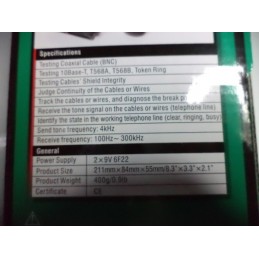 Specifications
Testing Coaxial Cable (BNC)
Testing 10Base-T, T568A, T568B, Token Ring
Testing Cables' Shield Integrity
Judge Continuity of the Cables or Wires
Track the cables or wires, and diagnose the break
Receive the tone signal on the cables or wires (telephone line)
Identify the state in the working telephone line (clear, ringing, busy)
Send tone frequency: 4kHz
Receive frequency: 100Hz~ 300kHz
General
Power Supply 2×9V 6F22
Product Size 211mm×84mm×55mm/8.3"×3.3"×2.1"
Product Weight 400g/0.8lb
Certificate CE